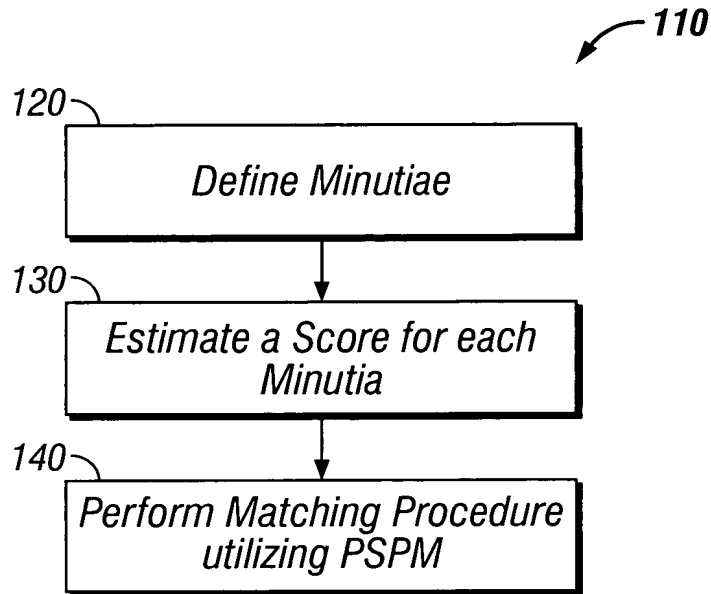 110
120
Define Minutiae
130
Estimate a Score for each
Minutia
140
Perform Matching Procedure
utilizing PSPM